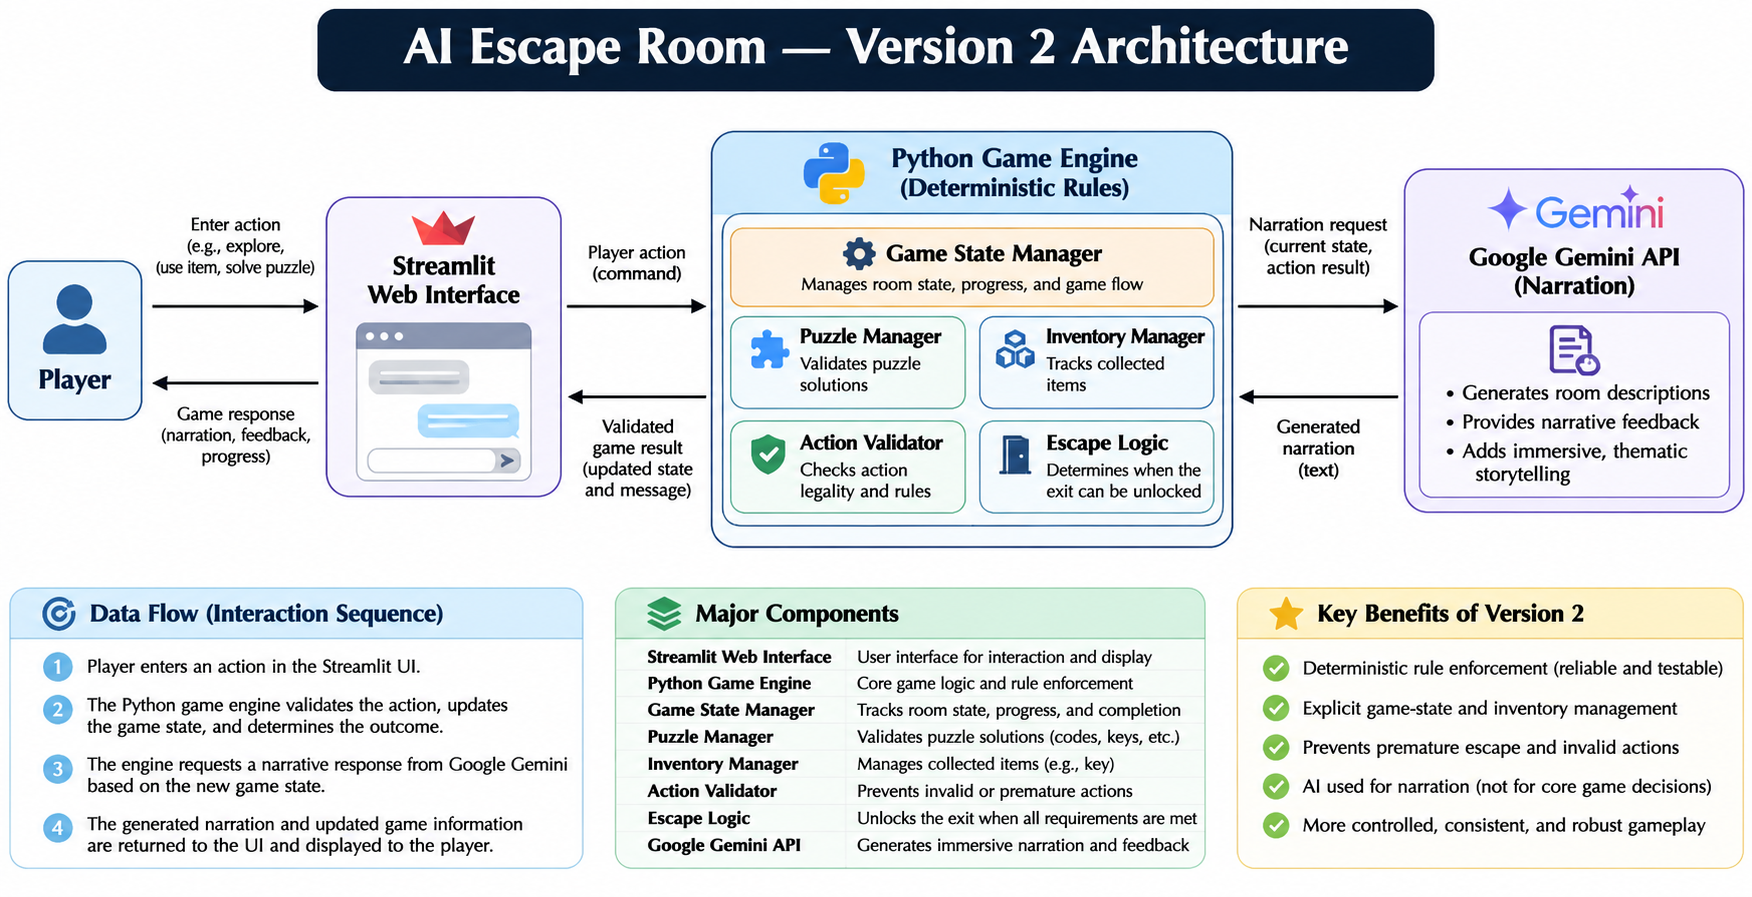 AI Escape Room — Version 2 Architecture
Player
Enter action
(e.g., explore,
(use item, solve puzzle)
Game response
(narration, feedback,
progress)
Streamlit
Web Interface
Player action
(command)
Validated
game result
(updated state
and message)
Python Game Engine
(Deterministic Rules)
Game State Manager
Manages room state, progress, and game flow
Puzzle Manager
Validates puzzle
solutions
Inventory Manager
Tracks collected
items
Action Validator
Checks action
legality and rules
Escape Logic
Determines when the
exit can be unlocked
Narration request
(current state,
action result)
Generated
narration
(text)
Gemini
Google Gemini API
(Narration)
• Generates room descriptions
• Provides narrative feedback
• Adds immersive, thematic
storytelling
Data Flow (Interaction Sequence)
1 Player enters an action in the Streamlit UI.
2 The Python game engine validates the action, updates
the game state, and determines the outcome.
3 The engine requests a narrative response from Google Gemini
based on the new game state.
4 The generated narration and updated game information
are returned to the UI and displayed to the player.
Major Components
Streamlit Web Interface User interface for interaction and display
Python Game Engine Core game logic and rule enforcement
Game State Manager Tracks room state, progress, and completion
Puzzle Manager Validates puzzle solutions (codes, keys, etc.)
Inventory Manager Manages collected items (e.g., key)
Action Validator Prevents invalid or premature actions
Escape Logic Unlocks the exit when all requirements are met
Google Gemini API Generates immersive narration and feedback
Key Benefits of Version 2
Deterministic rule enforcement (reliable and testable)
Explicit game-state and inventory management
Prevents premature escape and invalid actions
AI used for narration (not for core game decisions)
More controlled, consistent, and robust gameplay